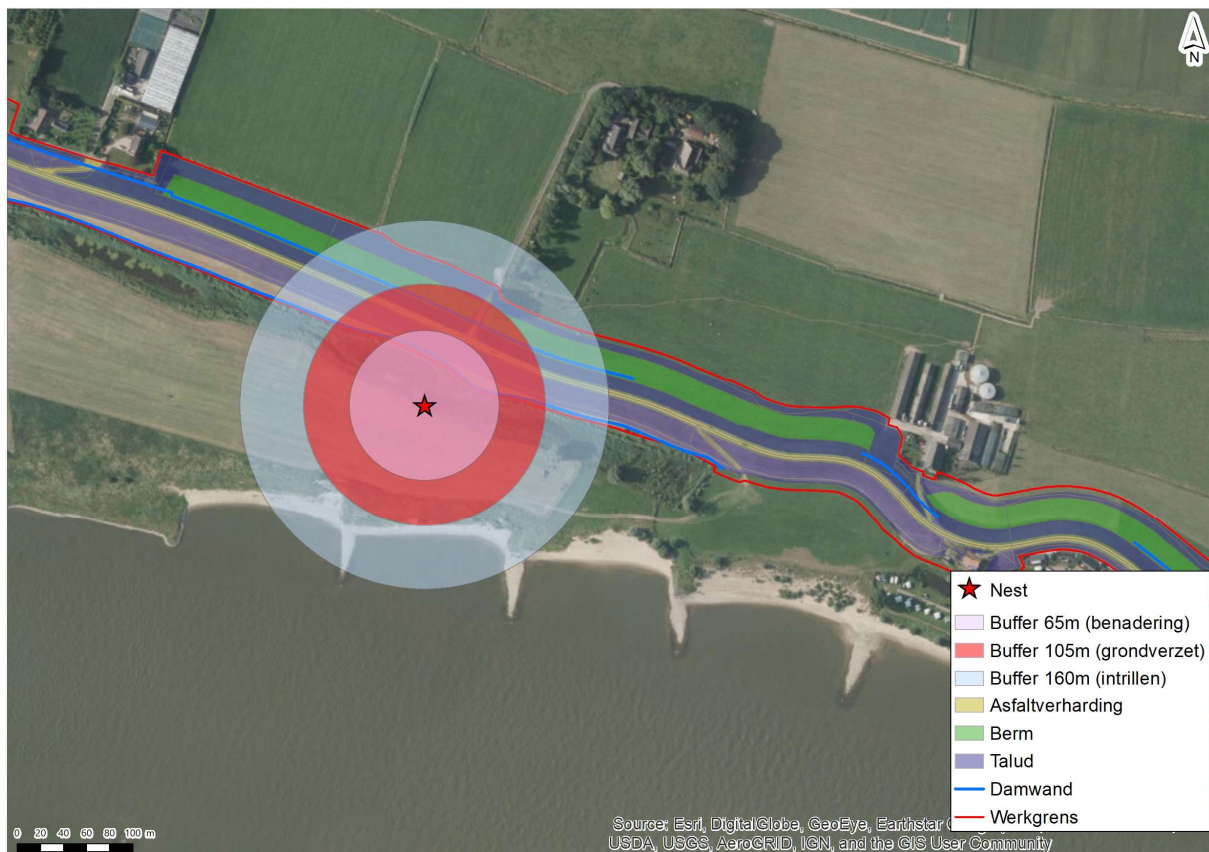 N
Nest
Buffer 65m (benadering)
Buffer 105m (grondverzet)
Buffer 160m (intrillen)
Asfaltverharding
Berm
Talud
Damwand
Werkgrens
0 20 40 60 80 100 m
Source: Esri, DigitalGlobe, GeoEye, Earthstar
USDA, USGS, AeroGRID, IGN, and the GIS User Community